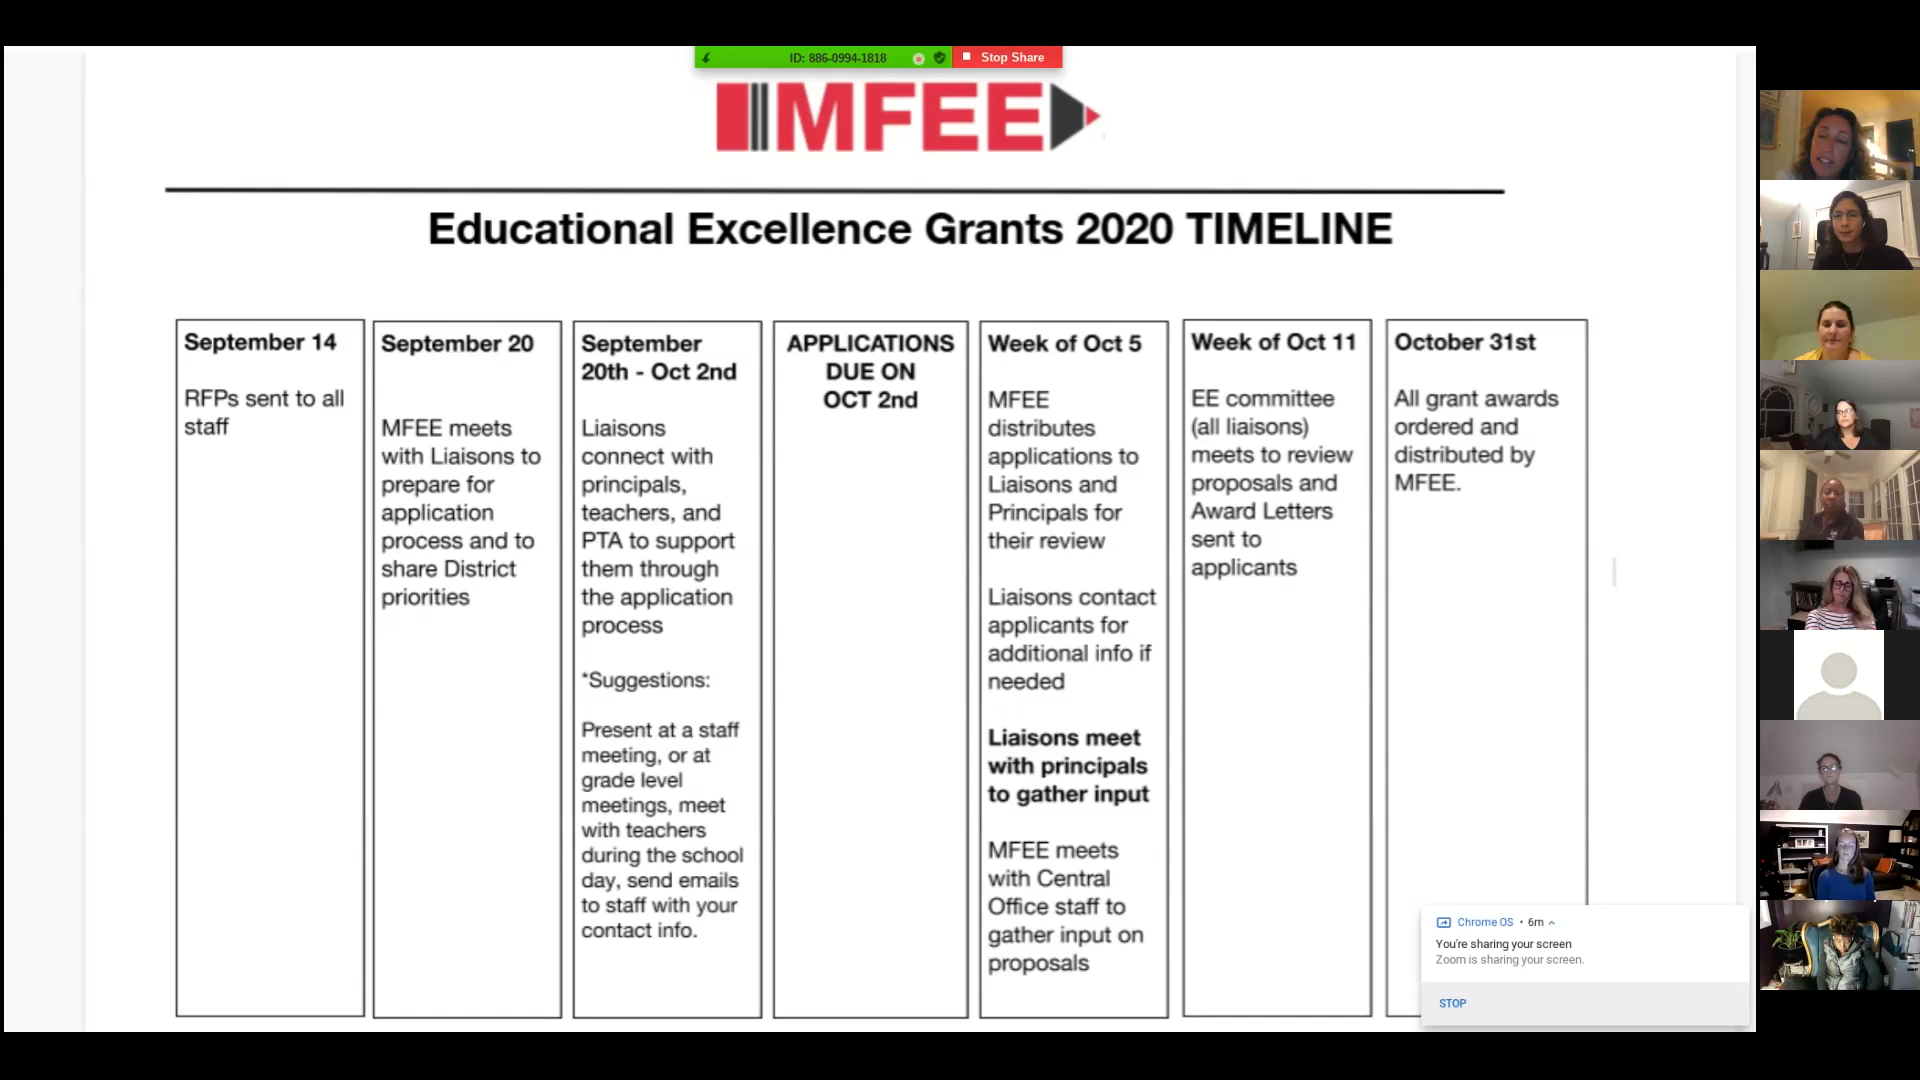 ID: 886-0994-1818
Stop Share
MFEE
Educational Excellence Grants 2020 TIMELINE
September 14
RFPs sent to all
staff
September 20
MFEE meets
with Liaisons to
prepare for
application
process and to
share District
priorities
September
20th - Oct 2nd
Liaisons
connect with
principals,
teachers, and
PTA to support
them through
the application
process
*Suggestions:
Present at a staff
meeting, or at
grade level
meetings, meet
with teachers
during the school
day, send emails
to staff with your
contact info.
APPLICATIONS
DUE ON
OCT 2nd
Week of Oct 5
MFEE
distributes
applications to
Liaisons and
Principals for
their review
Liaisons contact
applicants for
additional info if
needed
Liaisons meet
with principals
to gather input
MFEE meets
with Central
Office staff to
gather input on
proposals
Week of Oct 11
EE committee
(all liaisons)
meets to review
proposals and
Award Letters
sent to
applicants
October 31st
All grant awards
ordered and
distributed by
MFEE.
Chrome OS • 6m
You're sharing your screen
Zoom is sharing your screen.
STOP